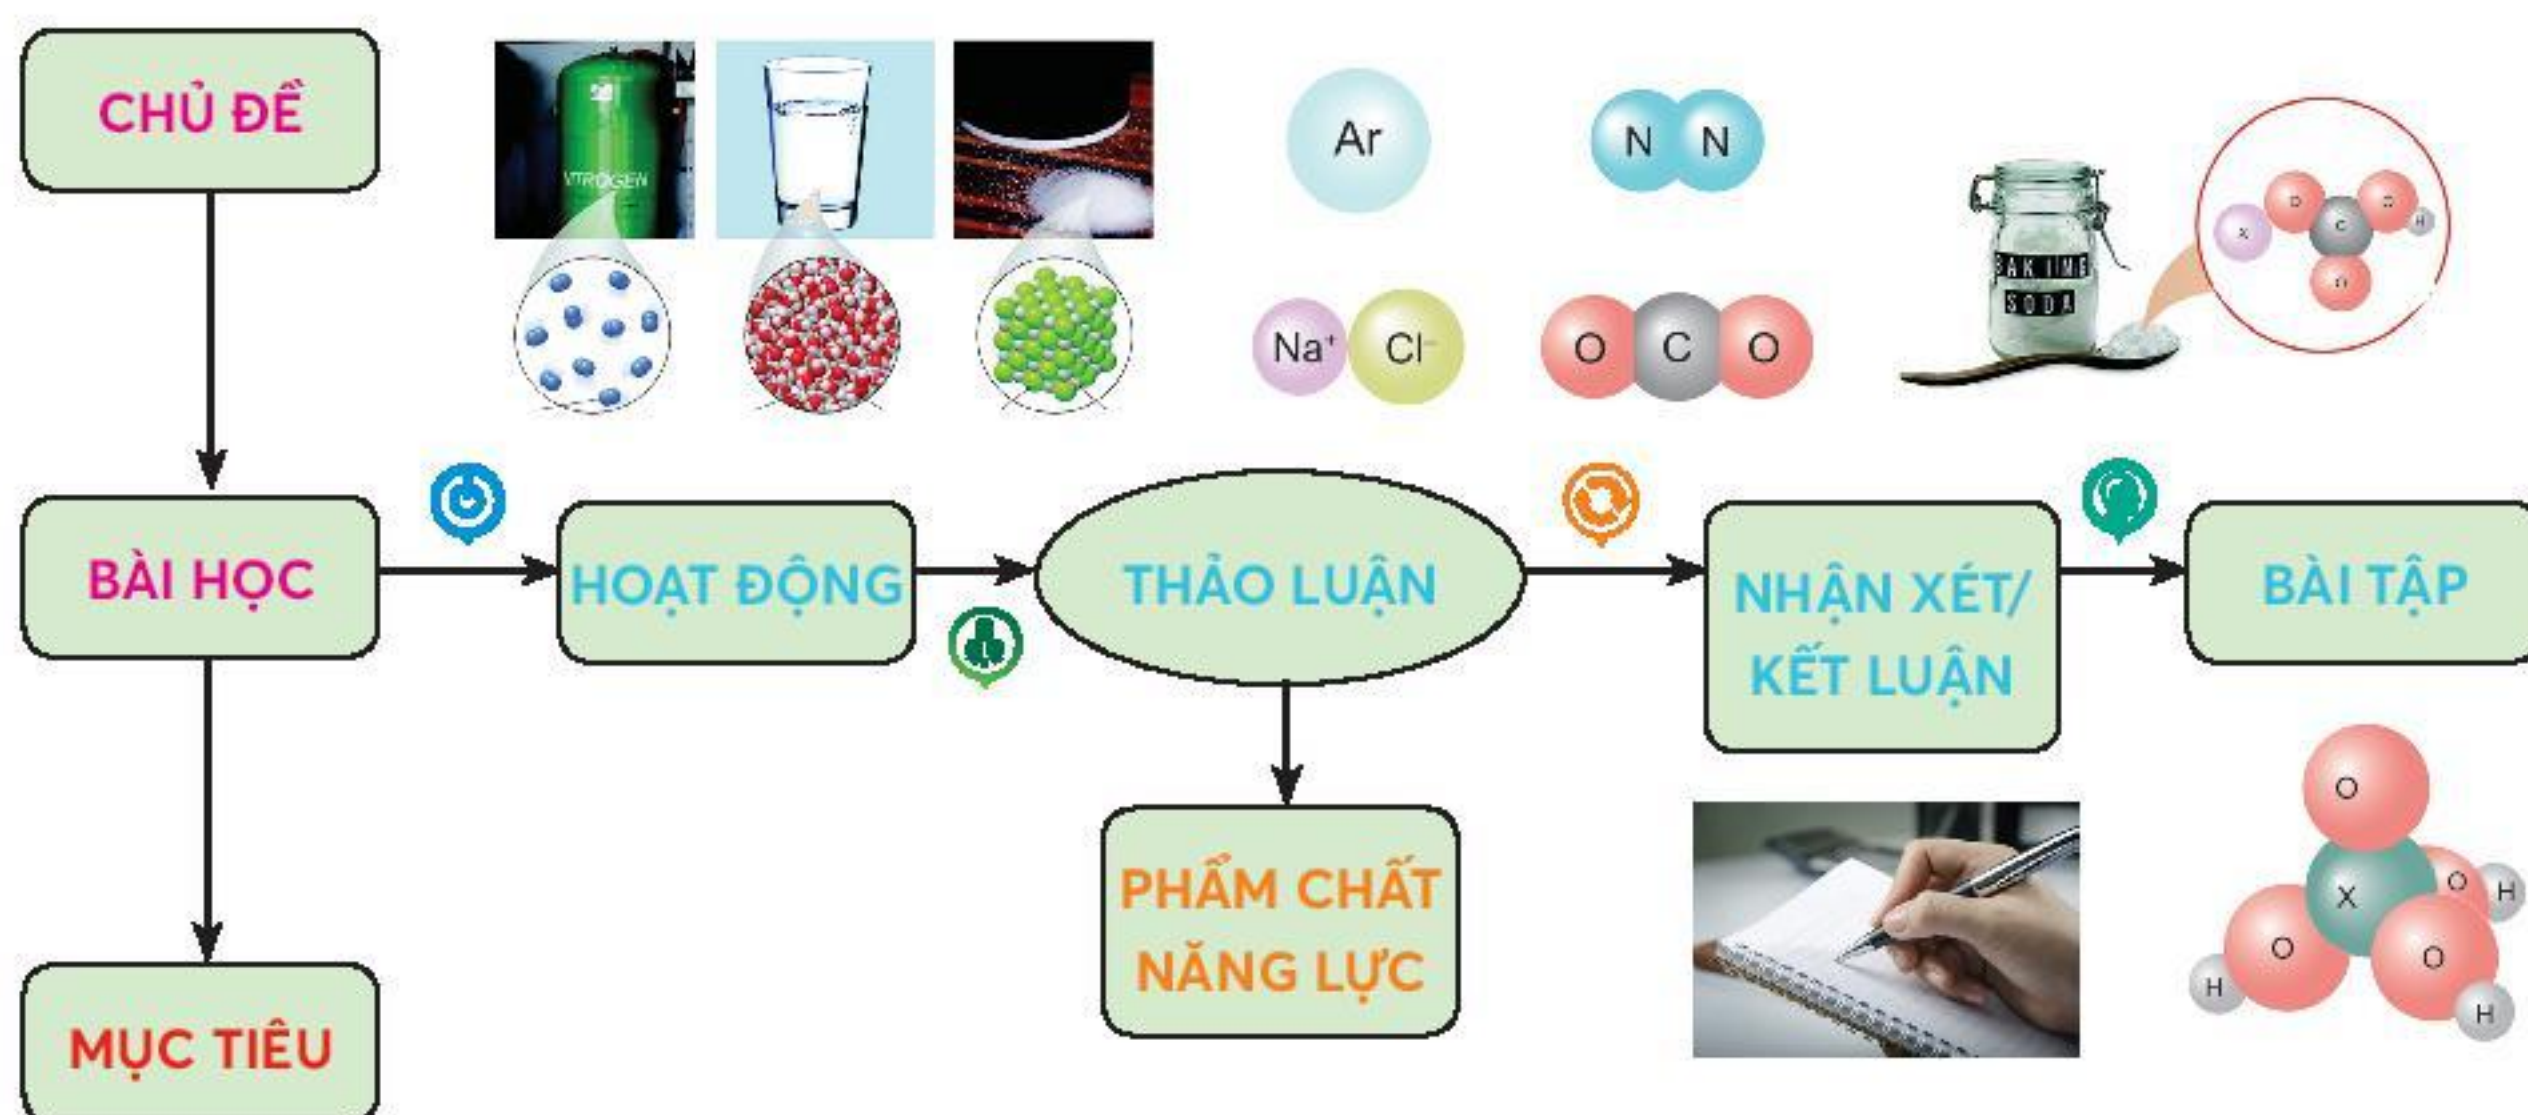 CHỦ ĐỀ
NITROGEN
Ar
N N
BAKING
SODA
X O C O H
O
Na⁺ Cl⁻
O C O
BÀI HỌC
HOẠT ĐỘNG
THẢO LUẬN
NHẬN XÉT/
KẾT LUẬN
BÀI TẬP
PHẨM CHẤT
NĂNG LỰC
MỤC TIÊU
O
X O H
O O
H H